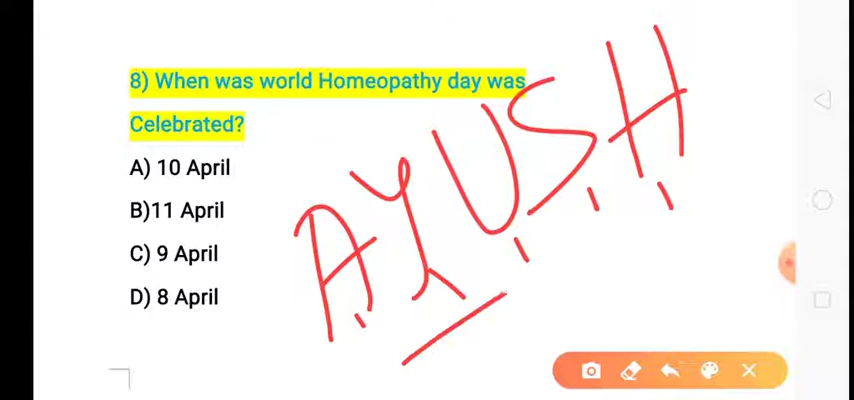 8) When was world Homeopathy day was
Celebrated?
A) 10 April
B)11 April
C) 9 April
D) 8 April
AYUSH